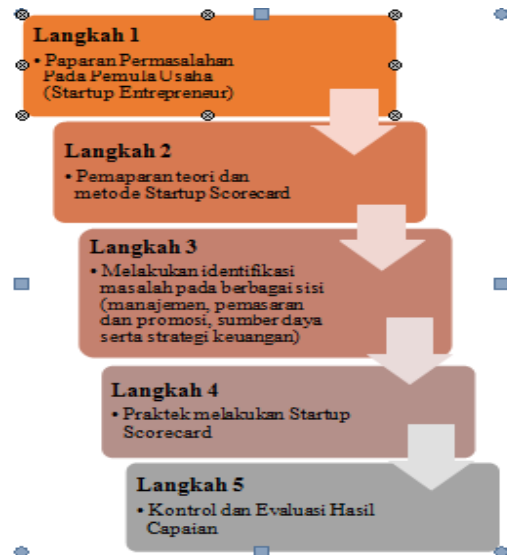 Langkah 1
• Paparan Permasalahan
Pada Pemula Usaha
(Startup Entrepreneur)
Langkah 2
• Pemaparan teori dan
metode Startup Scorecard
Langkah 3
• Melakukan identifikasi
masalah pada berbagai sisi
(manajemen, pemasaran
dan promosi, sumber daya
serta strategi keuangan)
Langkah 4
• Praktek melakukan Startup
Scorecard
Langkah 5
• Kontrol dan Evaluasi Hasil
Capaian